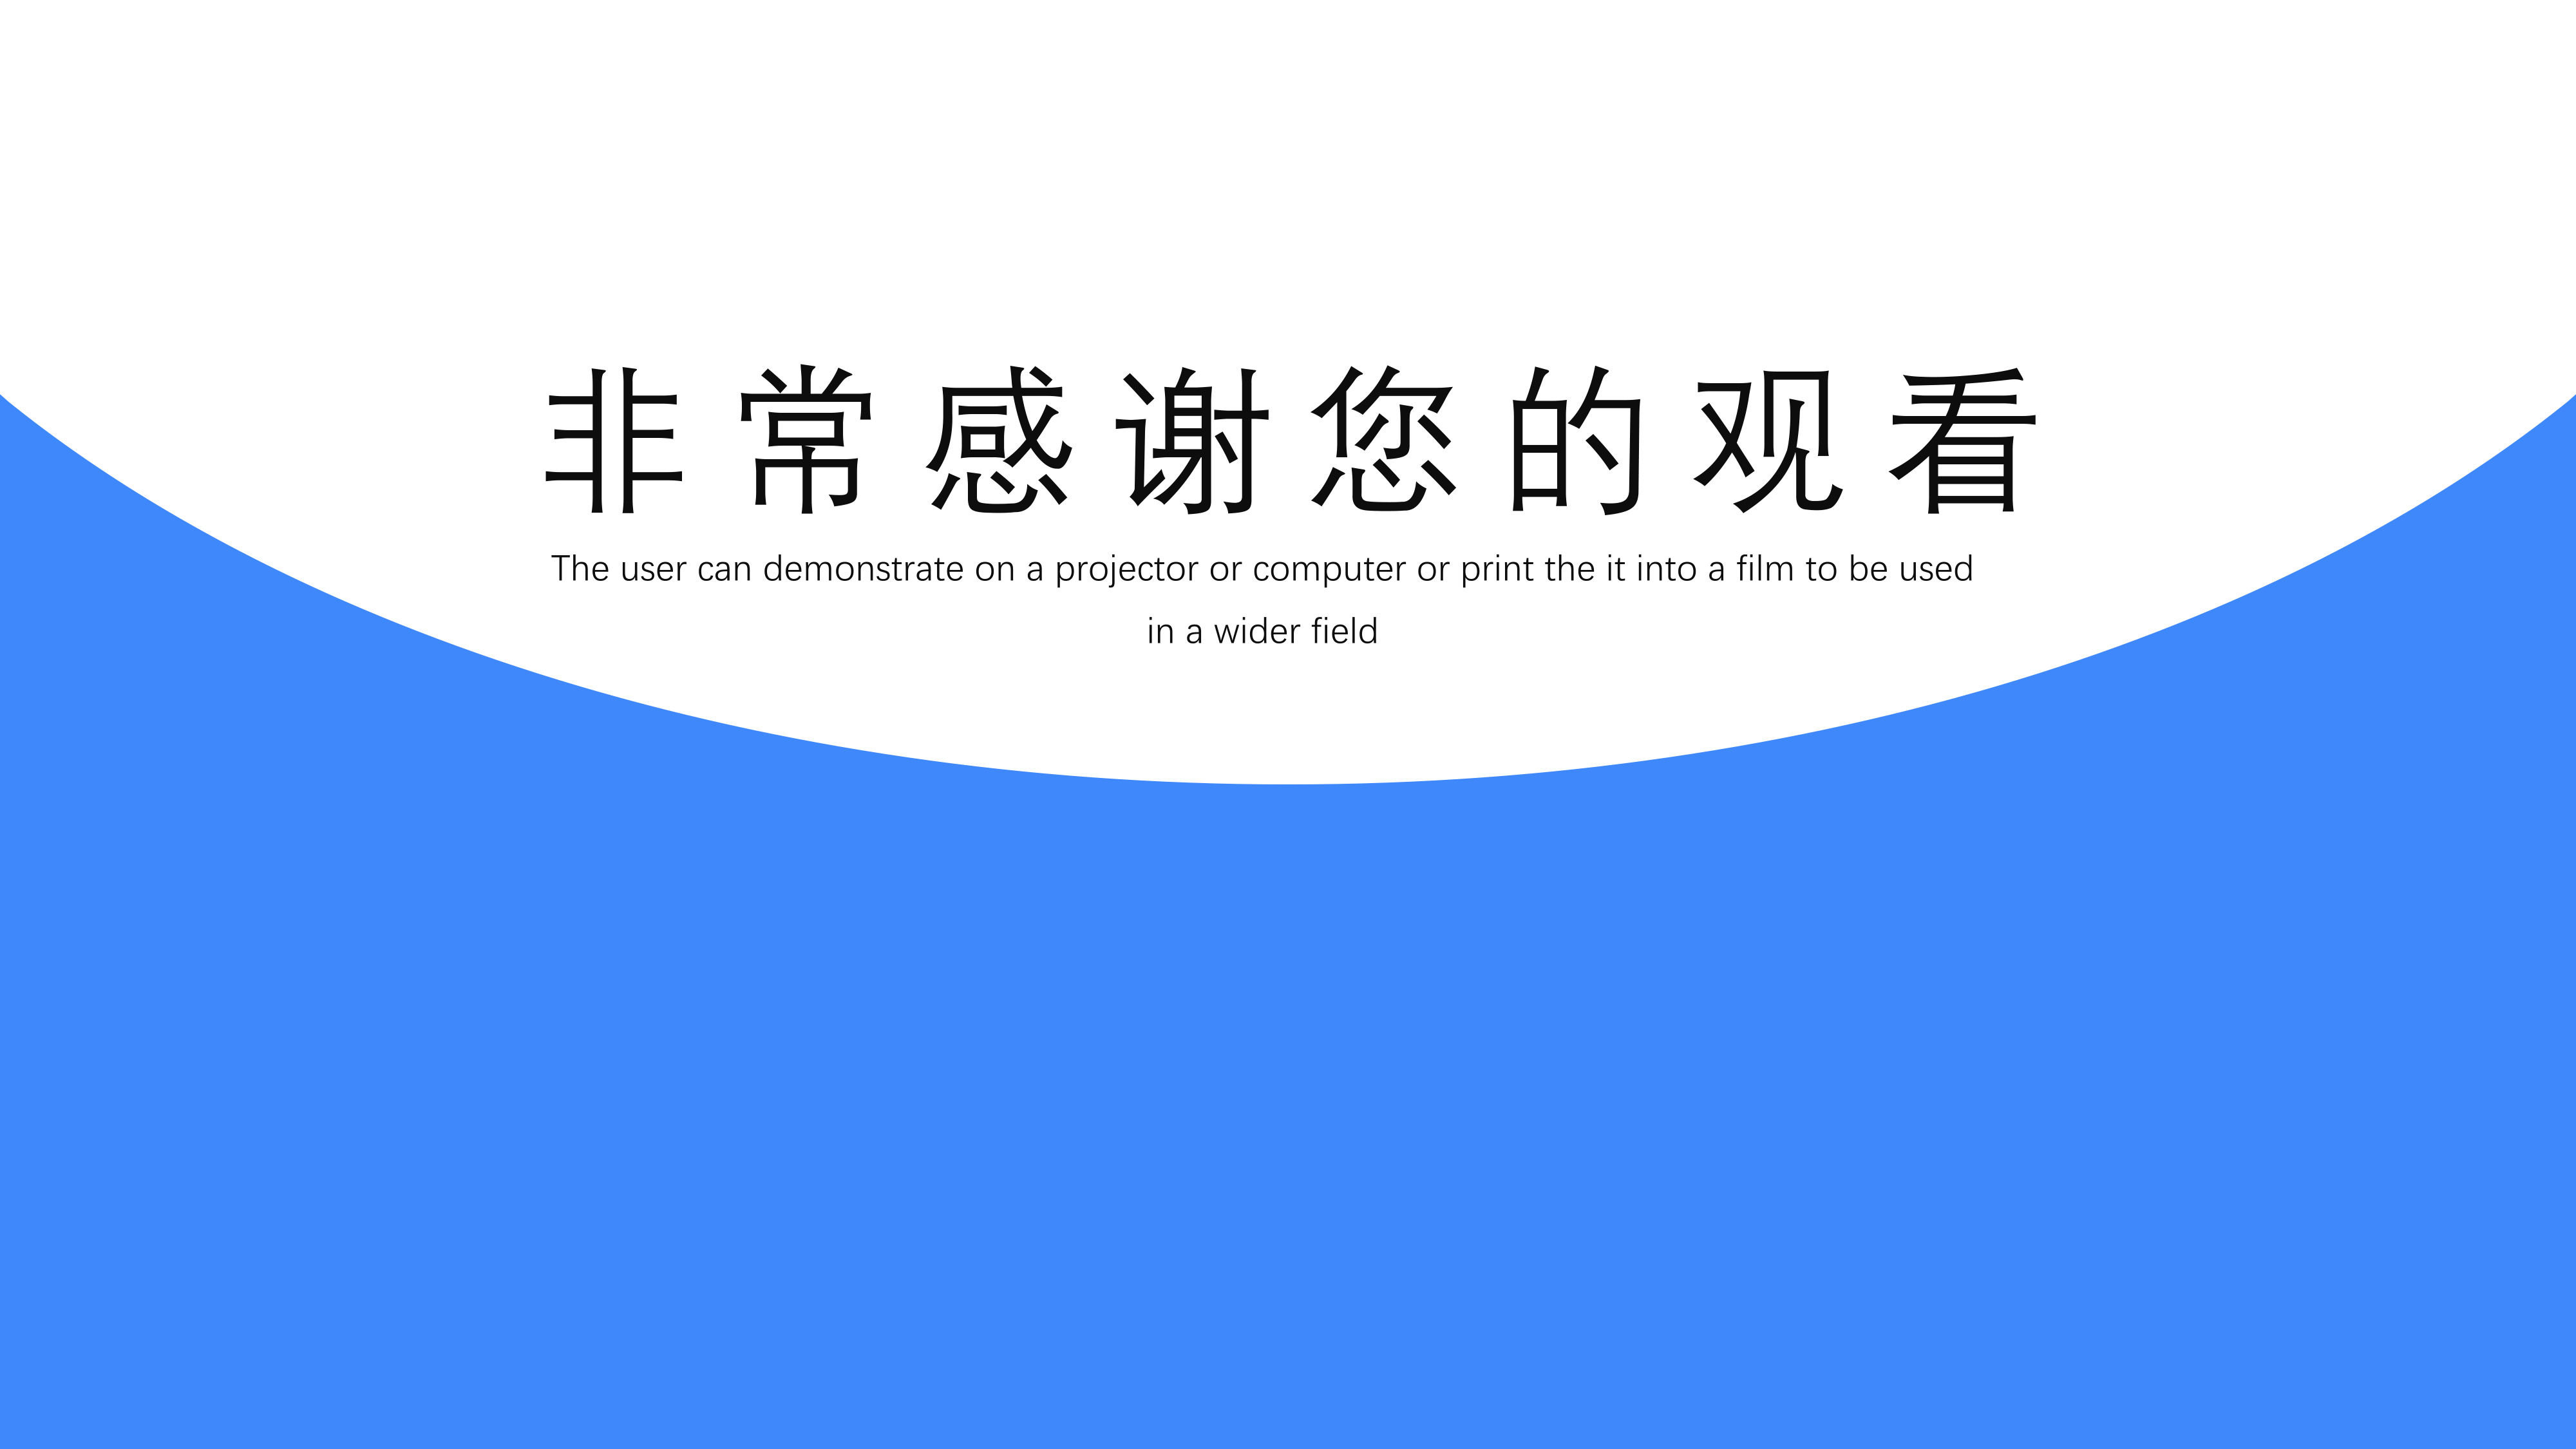 非常感谢您的观看
The user can demonstrate on a projector or computer or print the it into a film to be used
in a wider field